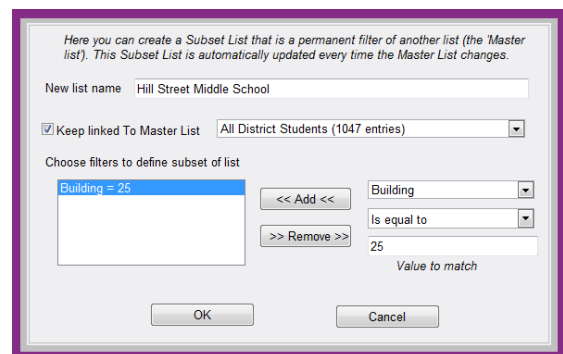 Here you can create a Subset List that is a permanent filter of another list (the 'Master
list'). This Subset List is automatically updated every time the Master List changes.
New list name Hill Street Middle School
Keep linked To Master List All District Students (1047 entries)
Choose filters to define subset of list
Building = 25
<< Add <<
>> Remove >>
Building
Is equal to
25
Value to match
OK Cancel